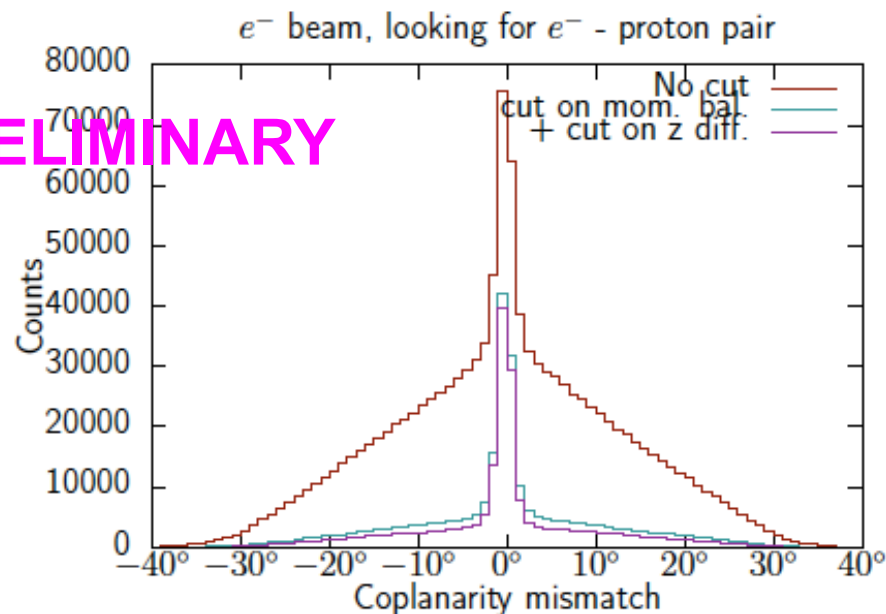 e⁻ beam, looking for e⁻ - proton pair
80000
70000
60000
50000
40000
30000
20000
10000
0
Counts
ELIMINARY
No cut
cut on mom. bal.
+ cut on z diff.
−40° −30° −20° −10° 0° 10° 20° 30° 40°
Coplanarity mismatch